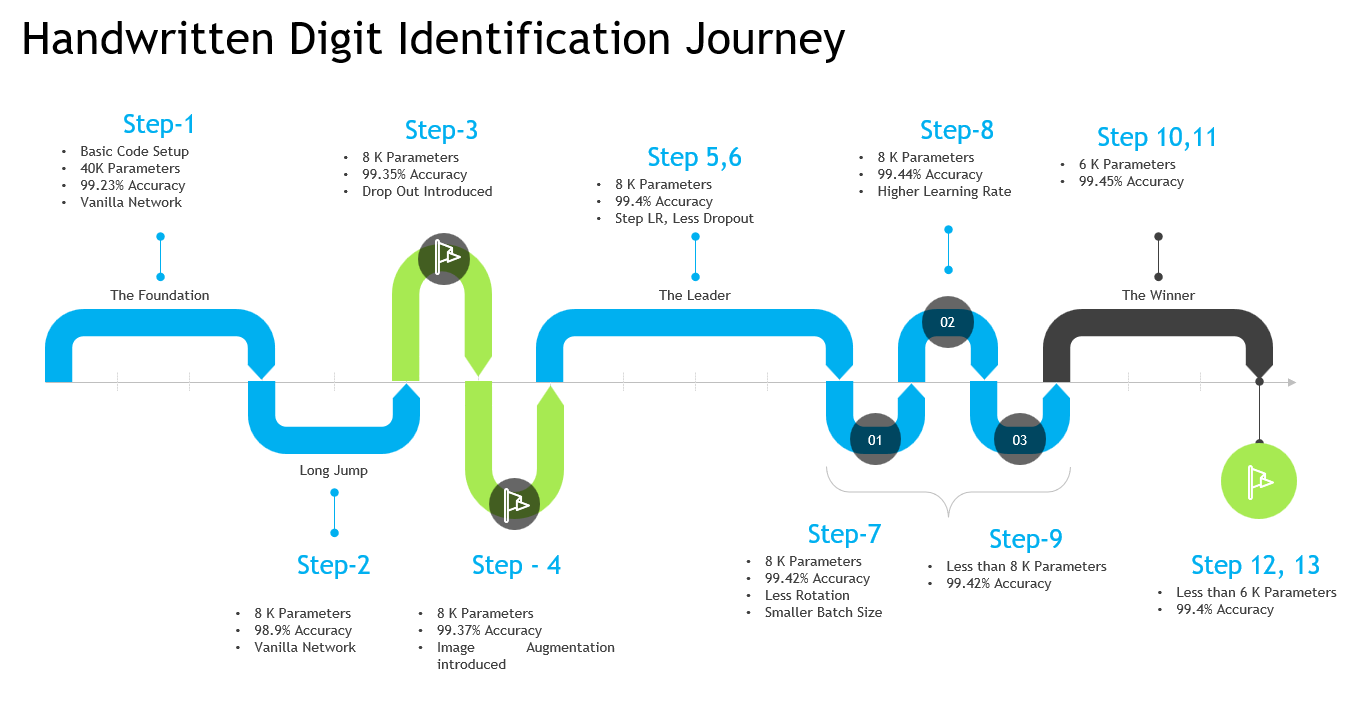 Handwritten Digit Identification Journey
Step-1
• Basic Code Setup
• 40K Parameters
• 99.23% Accuracy
• Vanilla Network
The Foundation
Long Jump
Step-2
• 8 K Parameters
• 98.9% Accuracy
• Vanilla Network
Step-3
• 8 K Parameters
• 99.35% Accuracy
• Drop Out Introduced
Step - 4
• 8 K Parameters
• 99.37% Accuracy
• Image Augmentation
introduced
Step 5,6
• 8 K Parameters
• 99.4% Accuracy
• Step LR, Less Dropout
The Leader
01
Step-7
• 8 K Parameters
• 99.42% Accuracy
• Less Rotation
• Smaller Batch Size
Step-8
• 8 K Parameters
• 99.44% Accuracy
• Higher Learning Rate
02
03
Step-9
• Less than 8 K Parameters
• 99.42% Accuracy
Step 10,11
• 6 K Parameters
• 99.45% Accuracy
The Winner
Step 12, 13
• Less than 6 K Parameters
• 99.4% Accuracy